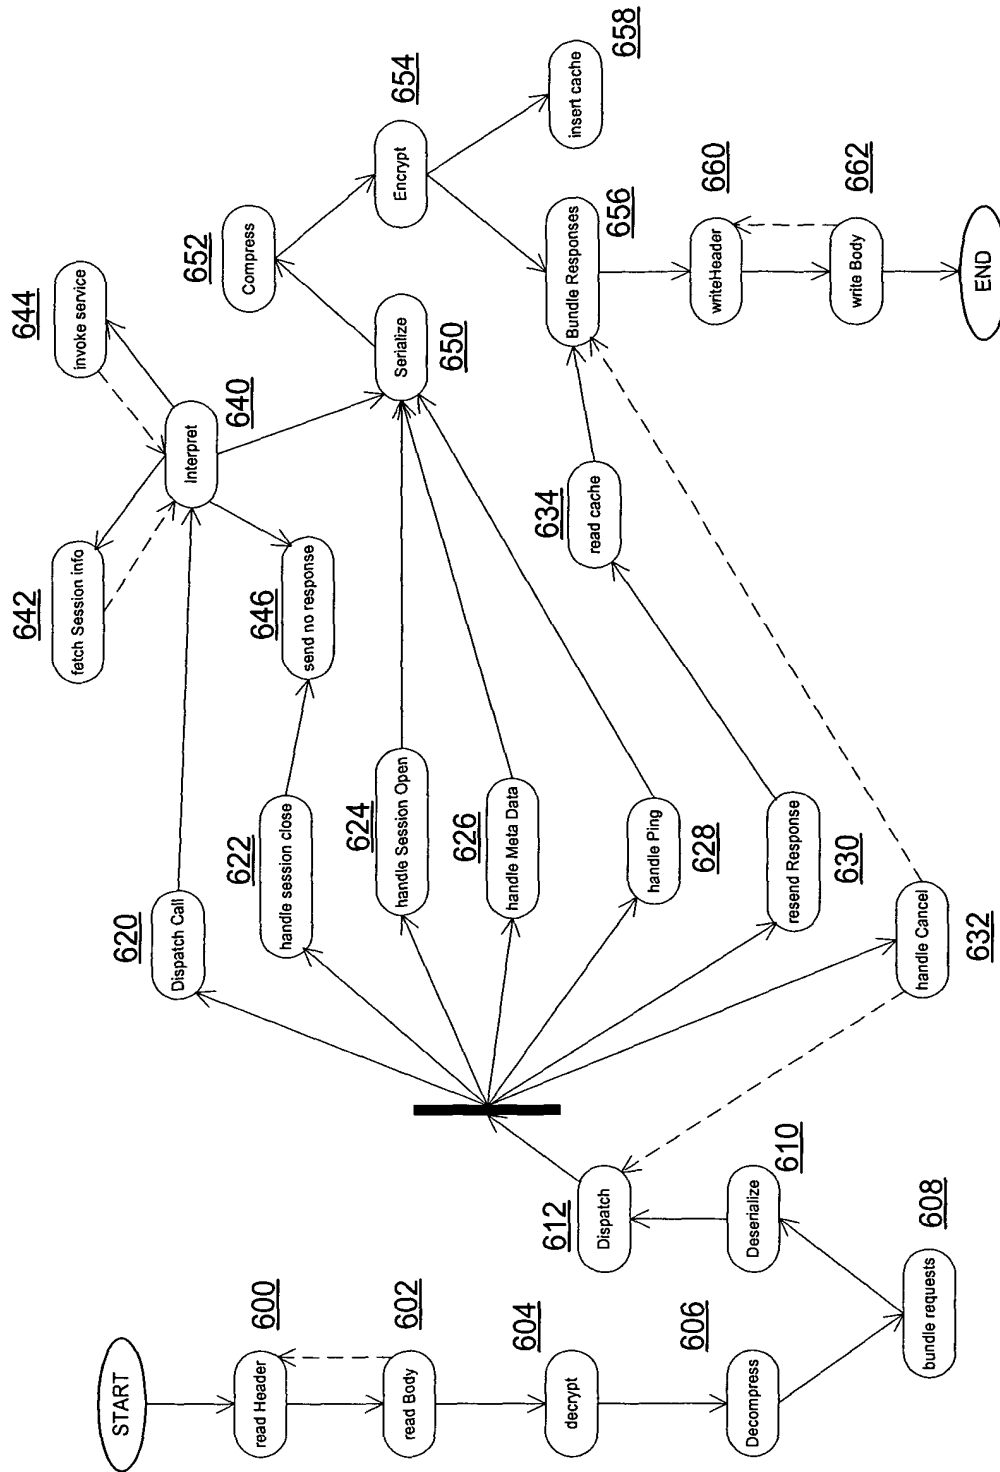 START
read Header
600
read Body
602
decrypt
604
Decompress
606
bundle requests
608
Deserialize
610
Dispatch
612
Dispatch Call
620
handle session close
622
handle Session Open
624
handle Meta Data
626
handle Ping
628
resend Response
630
handle Cancel
632
read cache
634
Interpret
640
fetch Session info
642
invoke service
644
send no response
646
Serialize
650
Compress
652
Encrypt
654
Bundle Responses
656
insert cache
658
writeHeader
660
write Body
662
END